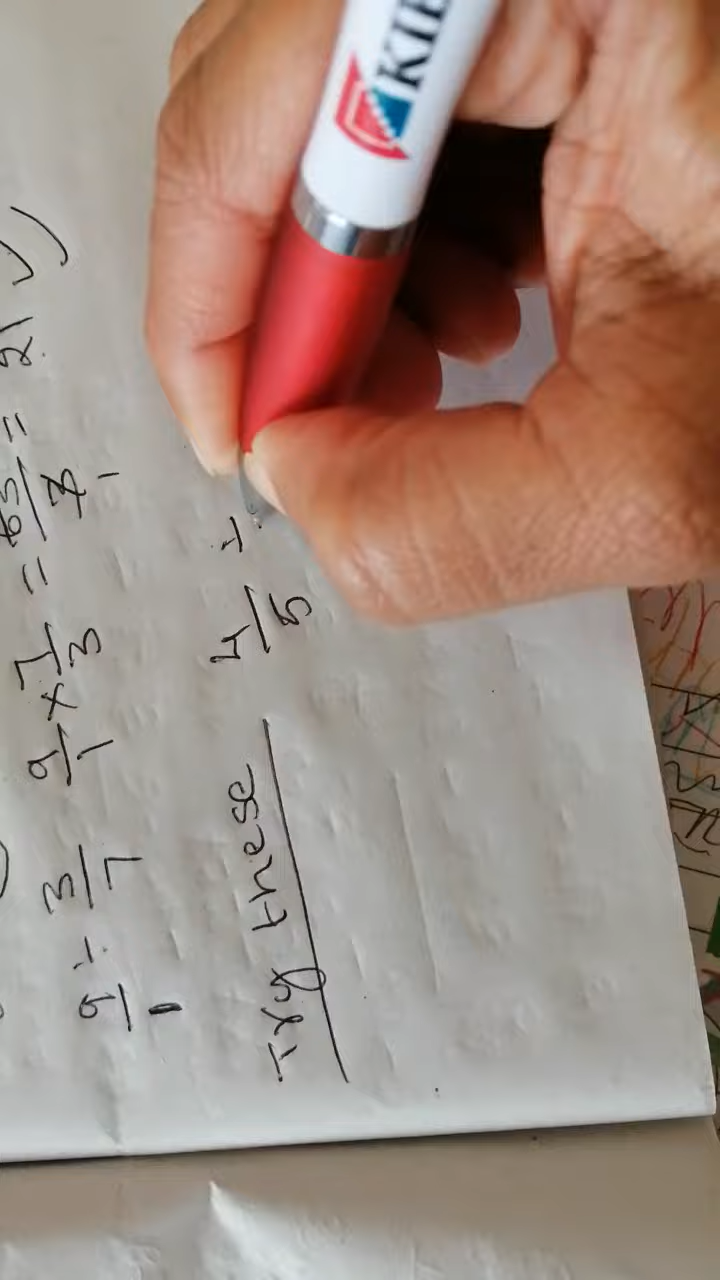 9/1 ÷ 3/7 9/1 × 7/3 = 63/3 = 21 ✓)
Try these 4/5 ÷
KIE